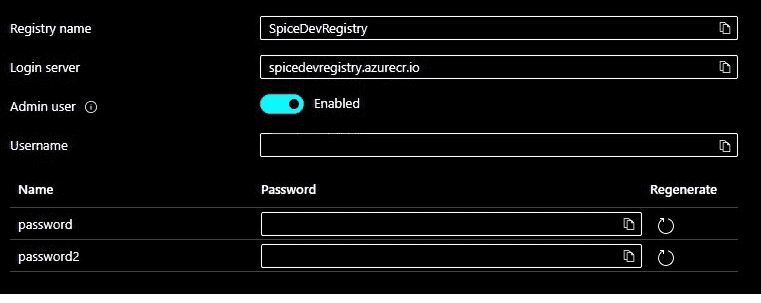 Registry name SpiceDevRegistry
Login server spicedevregistry.azurecr.io
Admin user Enabled
Username
Name Password Regenerate
password
password2